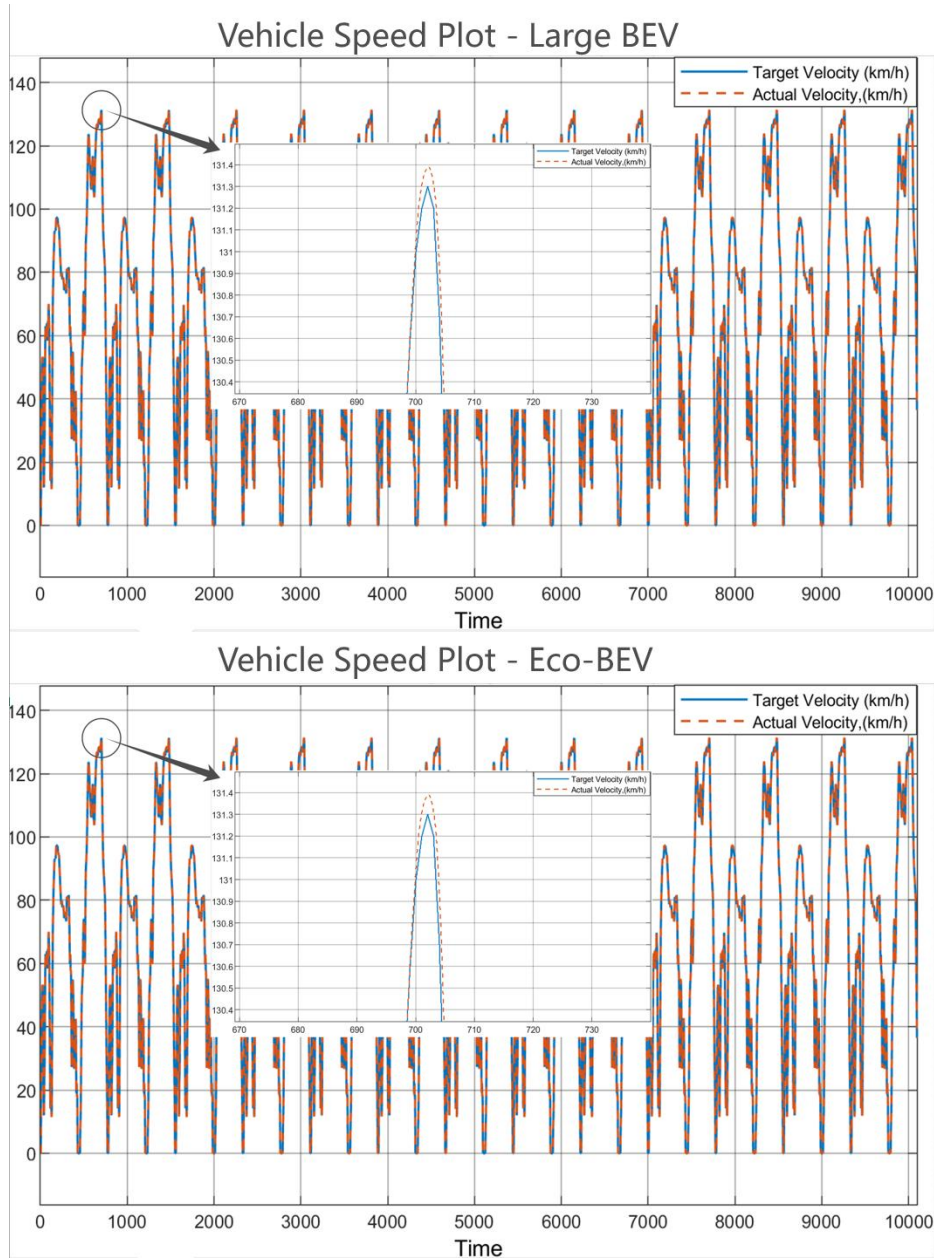 Vehicle Speed Plot - Large BEV
140
120
100
80
60
40
20
0
Target Velocity (km/h)
Actual Velocity,(km/h)
131.4
131.3
131.2
131.1
131
130.9
130.8
130.7
130.6
130.5
130.4
Target Velocity (km/h)
Actual Velocity,(km/h)
670 680 690 700 710 720 730
0 1000 2000 3000 4000 5000 6000 7000 8000 9000 10000
Time
Vehicle Speed Plot - Eco-BEV
140
120
100
80
60
40
20
0
Target Velocity (km/h)
Actual Velocity,(km/h)
131.4
131.3
131.2
131.1
131
130.9
130.8
130.7
130.6
130.5
130.4
Target Velocity (km/h)
Actual Velocity,(km/h)
670 680 690 700 710 720 730
0 1000 2000 3000 4000 5000 6000 7000 8000 9000 10000
Time